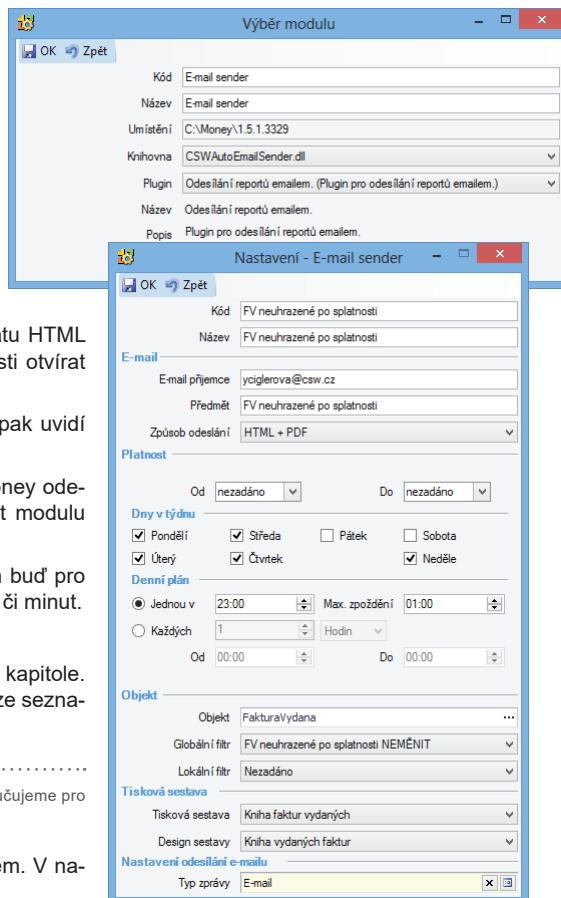 Výběr modulu
OK Zpět
Kód E-mail sender
Název E-mail sender
Umístění C:\Money\1.5.1.3329
Knihovna CSWAutoEmailSender.dll
Plugin Odesílání reportů emailem. (Plugin pro odesílání reportů emailem.)
Název Odesílání reportů emailem.
Popis Plugin pro odesílání reportů emailem.
Nastavení - E-mail sender
OK Zpět
Kód FV neuhrazené po splatnosti
Název FV neuhrazené po splatnosti
E-mail
E-mail příjemce yciglerova@csw.cz
Předmět FV neuhrazené po splatnosti
Způsob odeslání HTML + PDF
Platnost
Od nezadáno Do nezadáno
Dny v týdnu
Pondělí Středa Pátek Sobota
Úterý Čtvrtek Neděle
Denní plán
Jednou v 23:00 Max. zpoždění 01:00
Každých 1 Hodin
Od 00:00 Do 00:00
Objekt
Objekt FakturaVydana ...
Globální filtr FV neuhrazené po splatnosti NEMĚNIT
Lokální filtr Nezadáno
Tisková sestava
Tisková sestava Kniha faktur vydaných
Design sestavy Kniha vydaných faktur
Nastavení odesílání e-mailu
Typ zprávy E-mail
atu HTML
sti otvírat
pak uvidí
oney ode-
t modulu
buď pro
či minut.
kapitole.
ze sezna-
učujeme pro
em. V na-